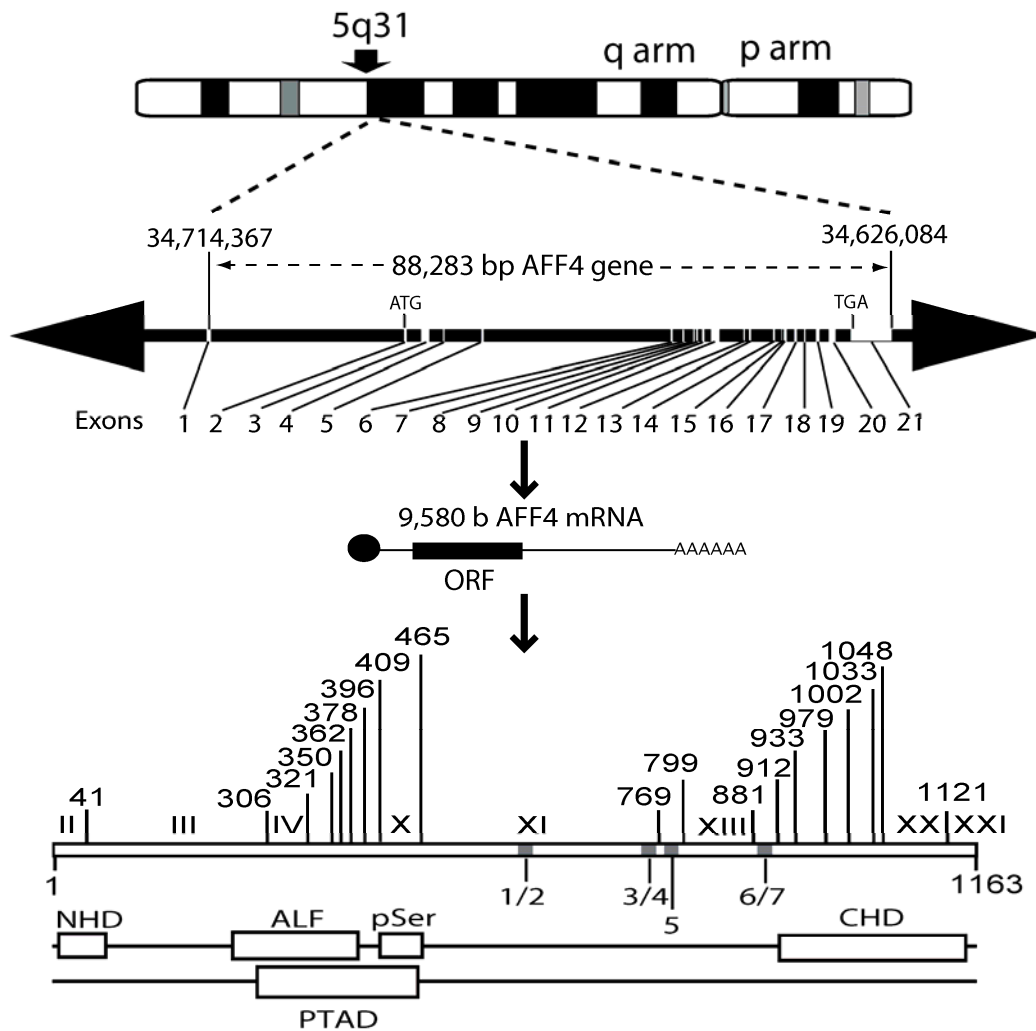 5q31
q arm p arm
34,714,367 34,626,084
88,283 bp AFF4 gene
ATG TGA
Exons 1 2 3 4 5 6 7 8 9 10 11 12 13 14 15 16 17 18 19 20 21
9,580 b AFF4 mRNA
AAAAAA
ORF
465
409
396
378
362
350
321
306
41
1048
1033
1002
979
933
912
881
799
769
1121
II III IV X XI XIII XX XXI
1 1163
1/2 3/4 5 6/7
NHD ALF pSer CHD
PTAD